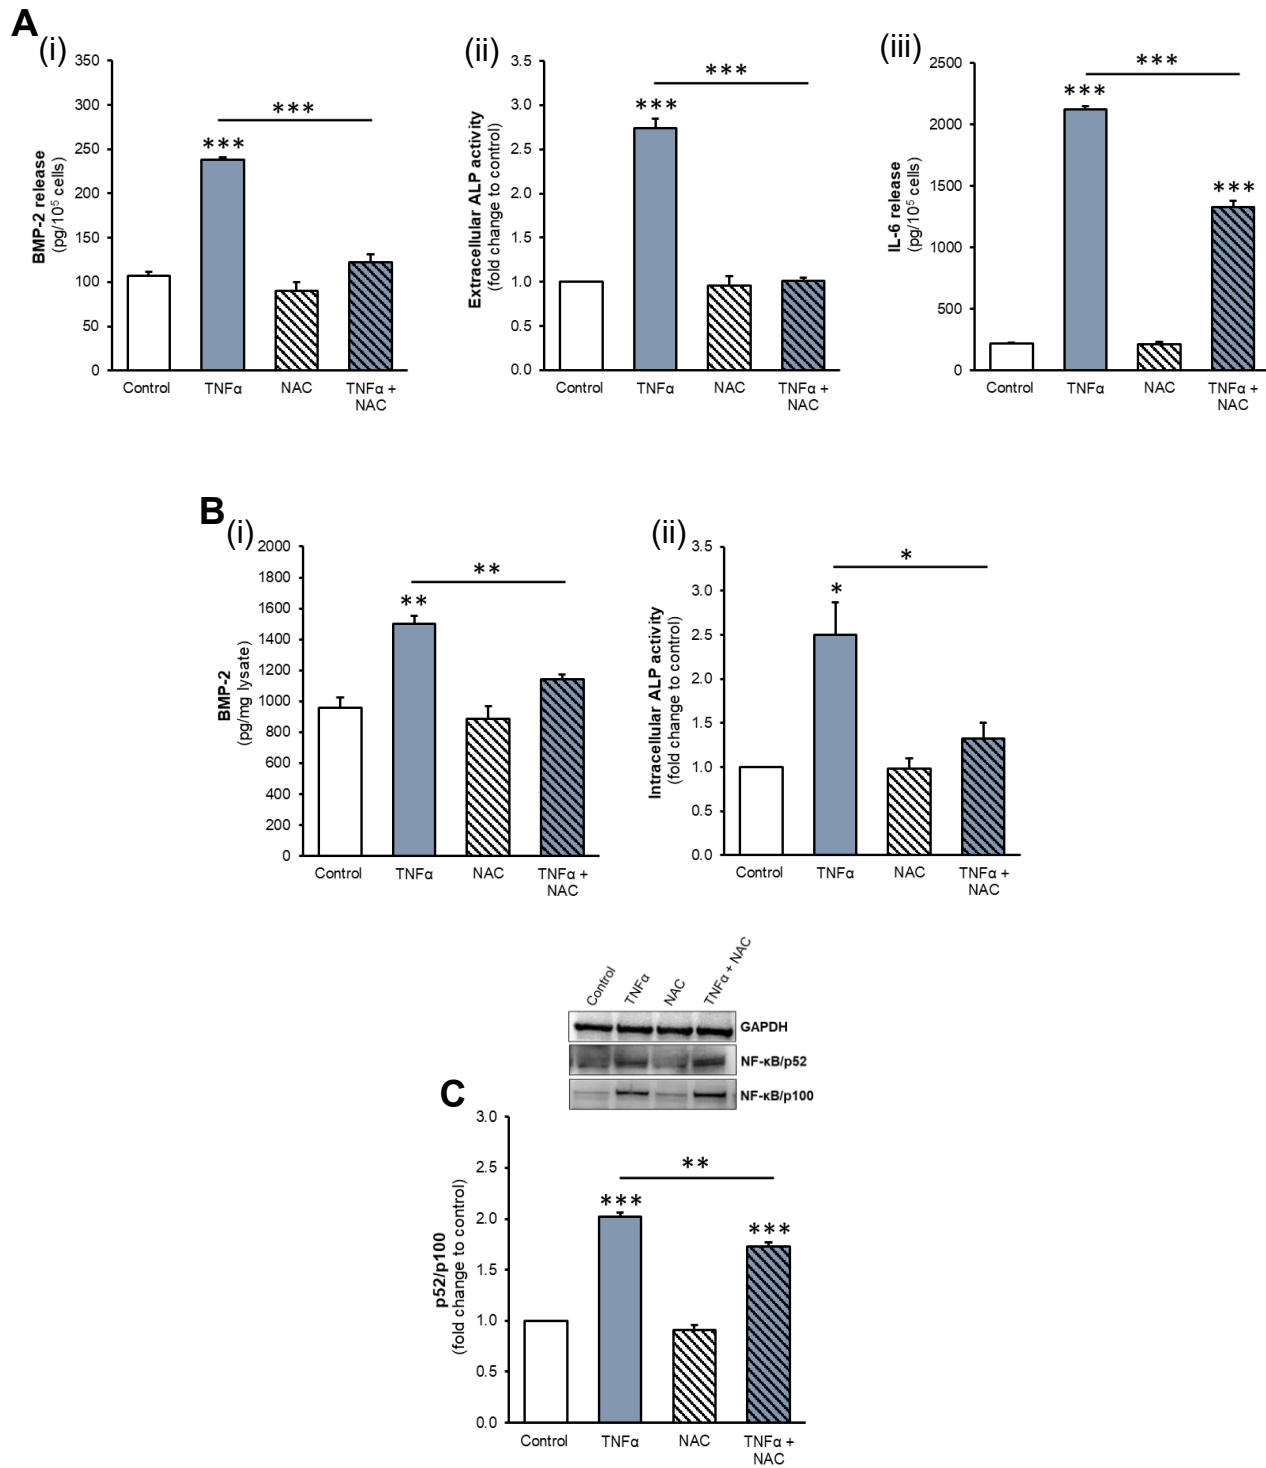 A
(i)
350
300
250
200
150
100
50
0
BMP-2 release
(pg/10⁵ cells)
***
***
Control
TNFα
NAC
TNFα +
NAC
(ii)
3.5
3.0
2.5
2.0
1.5
1.0
0.5
0.0
Extracellular ALP activity
(fold change to control)
***
***
Control
TNFα
NAC
TNFα +
NAC
(iii)
2500
2000
1500
1000
500
0
IL-6 release
(pg/10⁵ cells)
***
***
***
Control
TNFα
NAC
TNFα +
NAC
B
(i)
2000
1800
1600
1400
1200
1000
800
600
400
200
0
BMP-2
(pg/mg lysate)
**
**
Control
TNFα
NAC
TNFα +
NAC
(ii)
3.5
3.0
2.5
2.0
1.5
1.0
0.5
0.0
Intracellular ALP activity
(fold change to control)
*
*
Control
TNFα
NAC
TNFα +
NAC
C
Control
TNFα
NAC
TNFα + NAC
GAPDH
NF-κB/p52
NF-κB/p100
3.0
2.5
2.0
1.5
1.0
0.5
0.0
p52/p100
(fold change to control)
**
***
***
Control
TNFα
NAC
TNFα +
NAC